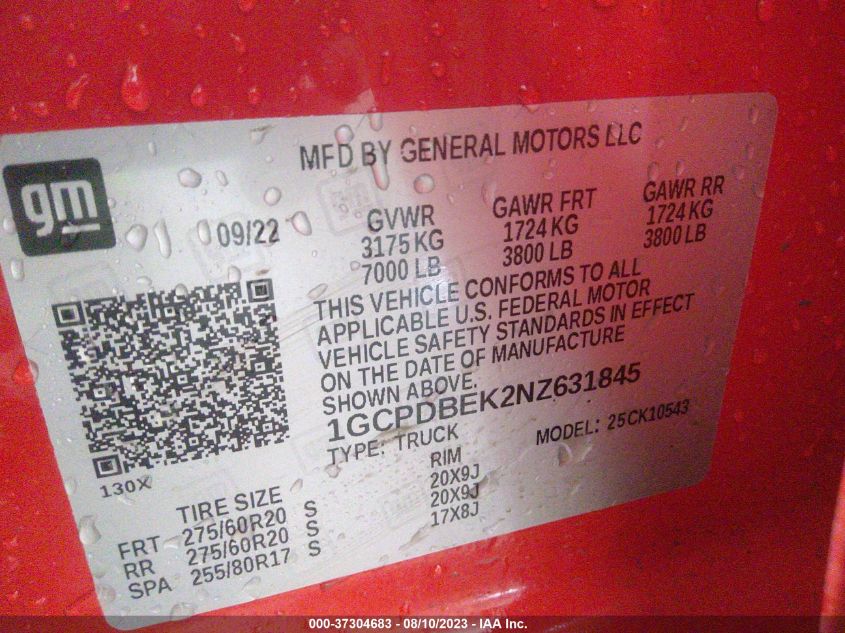 MFD BY GENERAL MOTORS LLC
gm
09/22
GVWR
3175 KG
7000 LB
GAWR FRT
1724 KG
3800 LB
GAWR RR
1724 KG
3800 LB
THIS VEHICLE CONFORMS TO ALL
APPLICABLE U.S. FEDERAL MOTOR
VEHICLE SAFETY STANDARDS IN EFFECT
ON THE DATE OF MANUFACTURE
SHOWN ABOVE.
1GCPDBEK2NZ631845
TYPE: TRUCK
MODEL: 25CK10543
130X
TIRE SIZE RIM
FRT 275/60R20 S 20X9J
RR 275/60R20 S 20X9J
SPA 255/80R17 S 17X8J
000-37304683 - 08/10/2023 - IAA Inc.